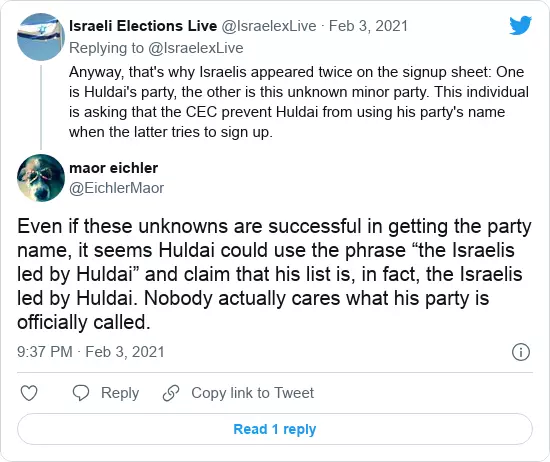 Israeli Elections Live @IsraelexLive · Feb 3, 2021
Replying to @IsraelexLive
Anyway, that's why Israelis appeared twice on the signup sheet: One
is Huldai's party, the other is this unknown minor party. This individual
is asking that the CEC prevent Huldai from using his party's name
when the latter tries to sign up.
maor eichler
@EichlerMaor
Even if these unknowns are successful in getting the party
name, it seems Huldai could use the phrase “the Israelis
led by Huldai” and claim that his list is, in fact, the Israelis
led by Huldai. Nobody actually cares what his party is
officially called.
9:37 PM · Feb 3, 2021
Reply
Copy link to Tweet
Read 1 reply